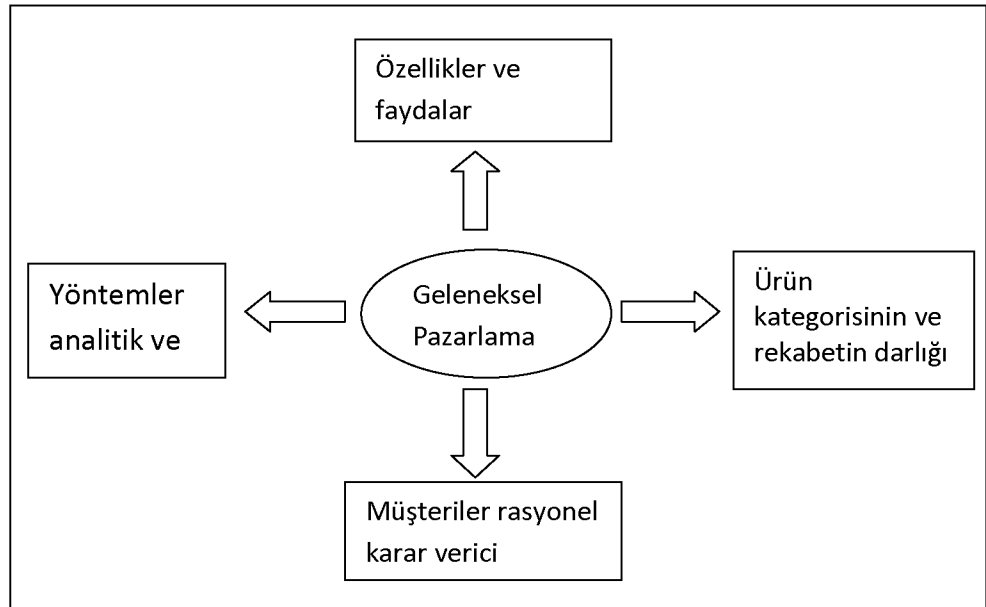 Özellikler ve
faydalar
Yöntemler
analitik ve
Geleneksel
Pazarlama
Ürün
kategorisinin ve
rekabetin darlığı
Müşteriler rasyonel
karar verici